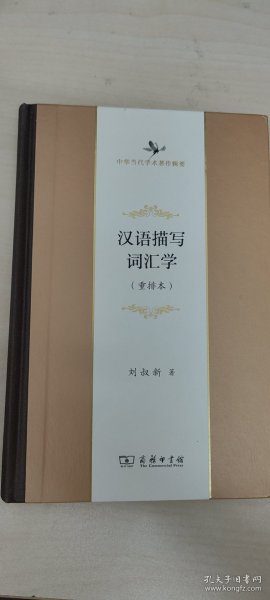 中华当代学术著作辑要
汉语描写
词汇学
（重排本）
刘叔新 著
商务印书馆
The Commercial Press
孔夫子旧书网
www.kongfz.com